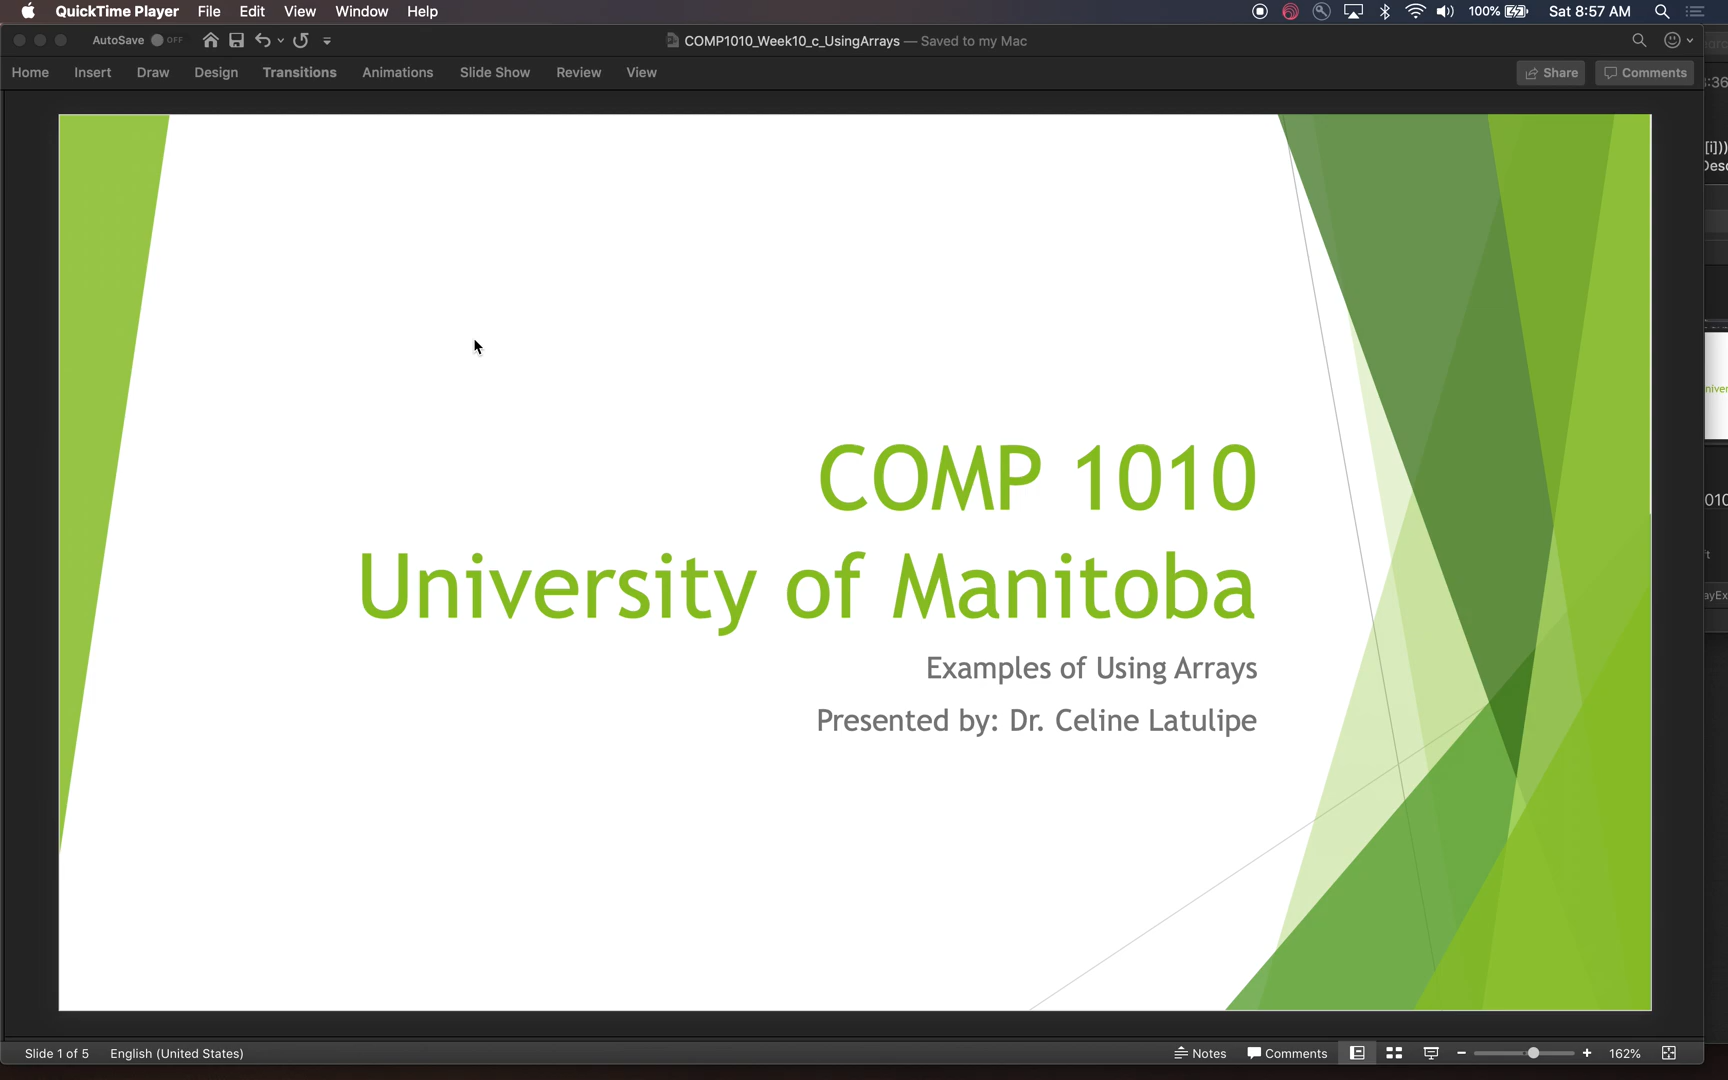 QuickTime Player File Edit View Window Help 100% Sat 8:57 AM
AutoSave OFF COMP1010_Week10_c_UsingArrays — Saved to my Mac
Home Insert Draw Design Transitions Animations Slide Show Review View Share Comments
:36
[i]))
COMP 1010
University of Manitoba
Examples of Using Arrays
Presented by: Dr. Celine Latulipe
Slide 1 of 5 English (United States) Notes Comments 162%